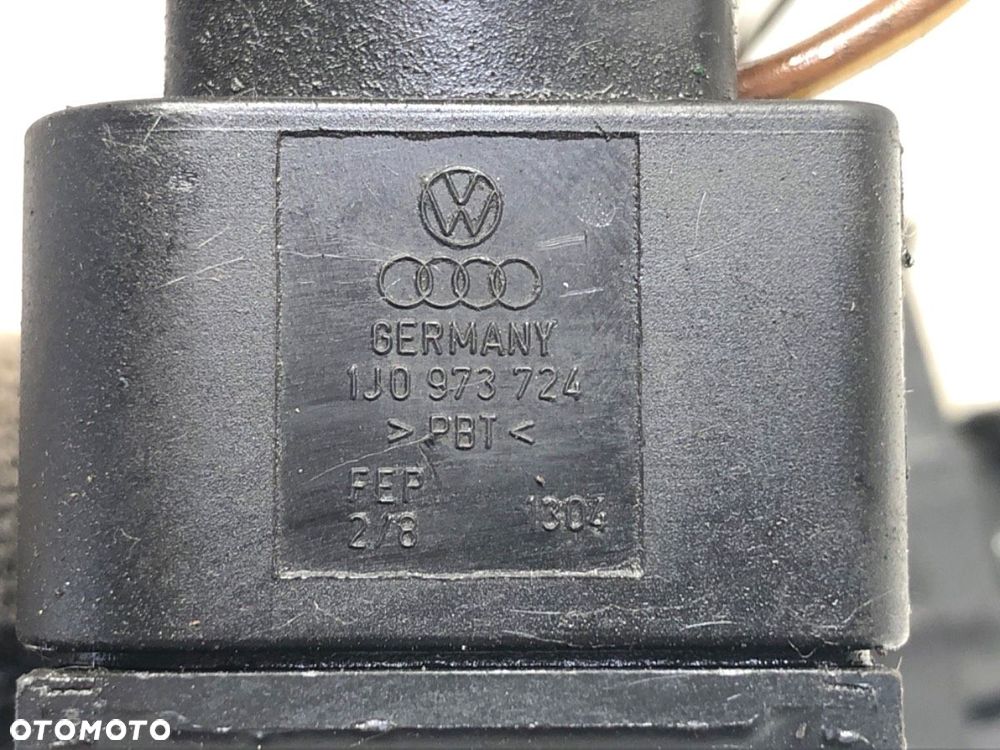 GERMANY
1J0 973 724
> PBT <
FEP
2/8 1304
OTOMOTO